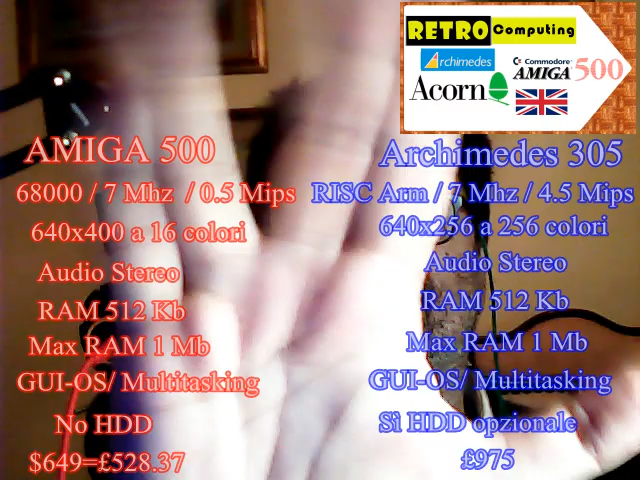 RETRO Computing
Archimedes
Commodore
AMIGA 500
Acorn
AMIGA 500
68000 / 7 Mhz / 0.5 Mips
640x400 a 16 colori
Audio Stereo
RAM 512 Kb
Max RAM 1 Mb
GUI-OS/ Multitasking
No HDD
$649=£528.37
Archimedes 305
RISC Arm / 7 Mhz / 4.5 Mips
640x256 a 256 colori
Audio Stereo
RAM 512 Kb
Max RAM 1 Mb
GUI-OS/ Multitasking
Sì HDD opzionale
£975